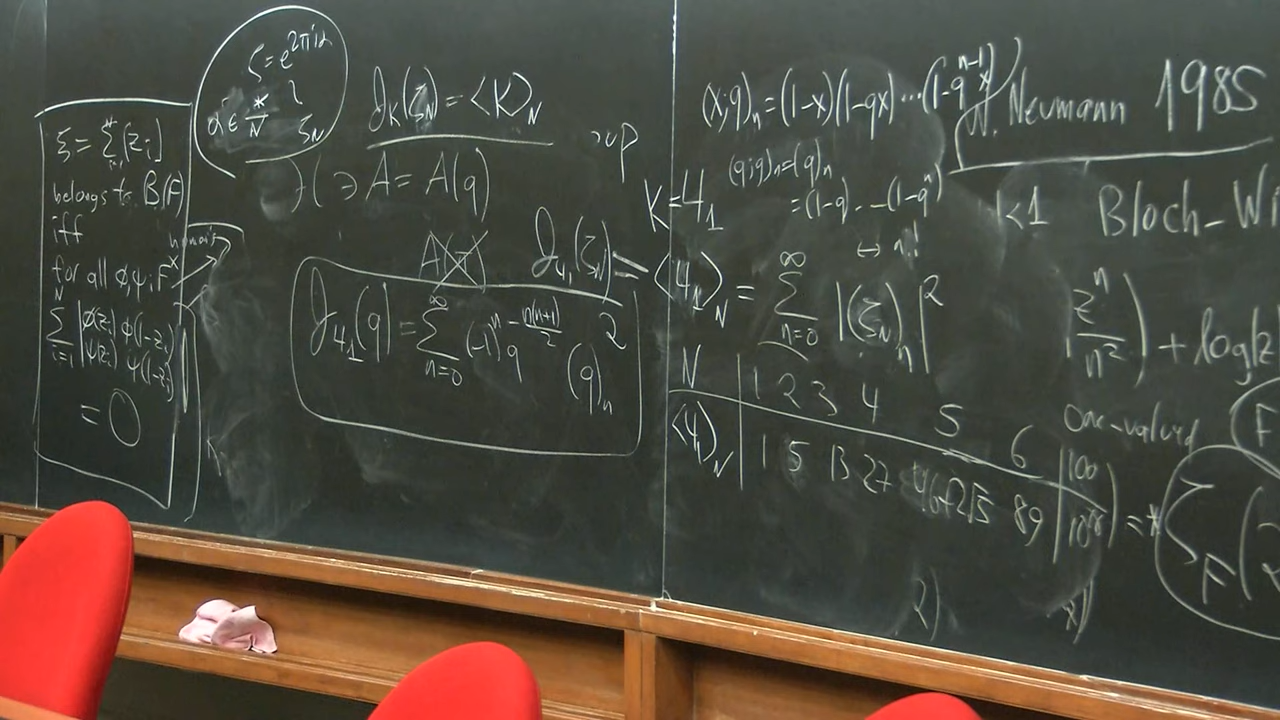 ξ = Σ[z_i]
belongs to B(F)
iff
for all φ,ψ: F^x
Σ_{i=1}^{N} |φ(z_i) φ(1-z_i)|
|ψ(z_i) ψ(1-z_i)|
= 0
ζ = e^{2πiα}
α ∈ */N ζ_N
J_K(ζ_N) = <K>_N
H ∋ A = A(q)
J_{4_1}(ζ_N) =
J_{4_1}(q) = Σ_{n=0}^{∞} (-1)^n q^{-n(n+1)/2} (q)_n^2
(x;q)_n = (1-x)(1-qx)...(1-q^{n-1}x)
(q;q)_n = (q)_n
= (1-q)...(1-q^n)
↔ n!
K = 4_1
<4_1>_N = Σ_{n=0}^{∞} |(ζ_N)_n|^2
N | 1 2 3 4 5 6 | 100
<4_1>_N | 1 5 13 27 46+2√5 89
W. Neumann 1985
Bloch-Wi
z^n/n^2) + log|z
one-valued
F
ζ_F(